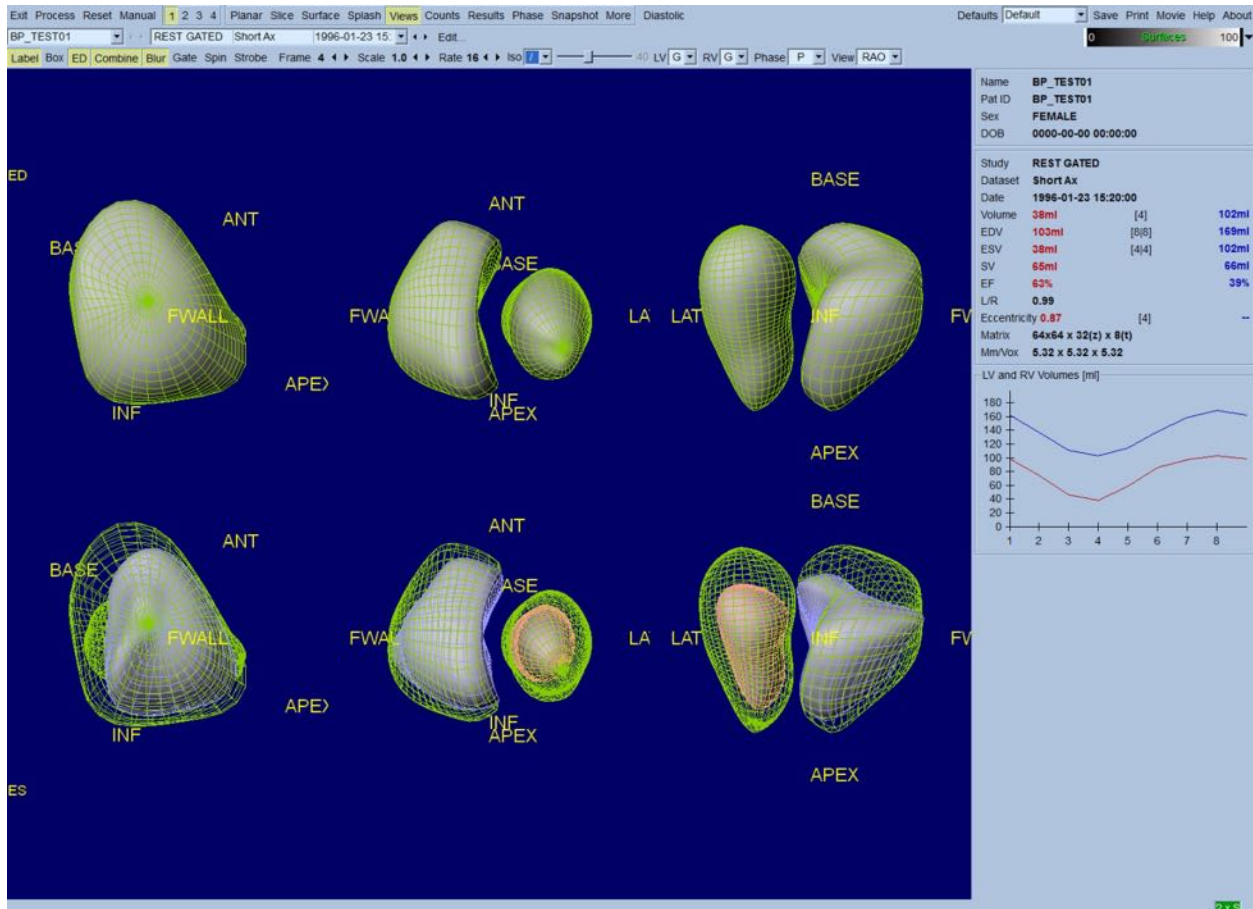 Exit Process Reset Manual 1 2 3 4 Planar Slice Surface Splash Views Counts Results Phase Snapshot More Diastolic Defaults Default Save Print Movie Help About
BP_TEST01 REST GATED Short Ax 1996-01-23 15: Edit... 0 Surfaces 100
Label Box ED Combine Blur Gate Spin Strobe Frame 4 Scale 1.0 Rate 16 Iso 40 LV G RV G Phase P View RAO
Name BP_TEST01
Pat ID BP_TEST01
Sex FEMALE
DOB 0000-00-00 00:00:00
Study REST GATED
Dataset Short Ax
Date 1996-01-23 15:20:00
Volume 38ml [4] 102ml
EDV 103ml [8|8] 169ml
ESV 38ml [4|4] 102ml
SV 65ml 66ml
EF 63% 39%
L/R 0.99
Eccentricity 0.87 [4] --
Matrix 64x64 x 32(z) x 8(t)
Mm/Vox 5.32 x 5.32 x 5.32
LV and RV Volumes [ml]
180
160
140
120
100
80
60
40
20
0
1 2 3 4 5 6 7 8
ED
ANT
BAS
FWALL
APEX
INF
ANT
BASE
FWA
LA
INF
APEX
BASE
LAT
INF
FW
APEX
ANT
BASE
FWALL
APEX
INF
ANT
BASE
FWAL
LA
INF
APEX
BASE
LAT
INF
FW
APEX
ES
2 x S